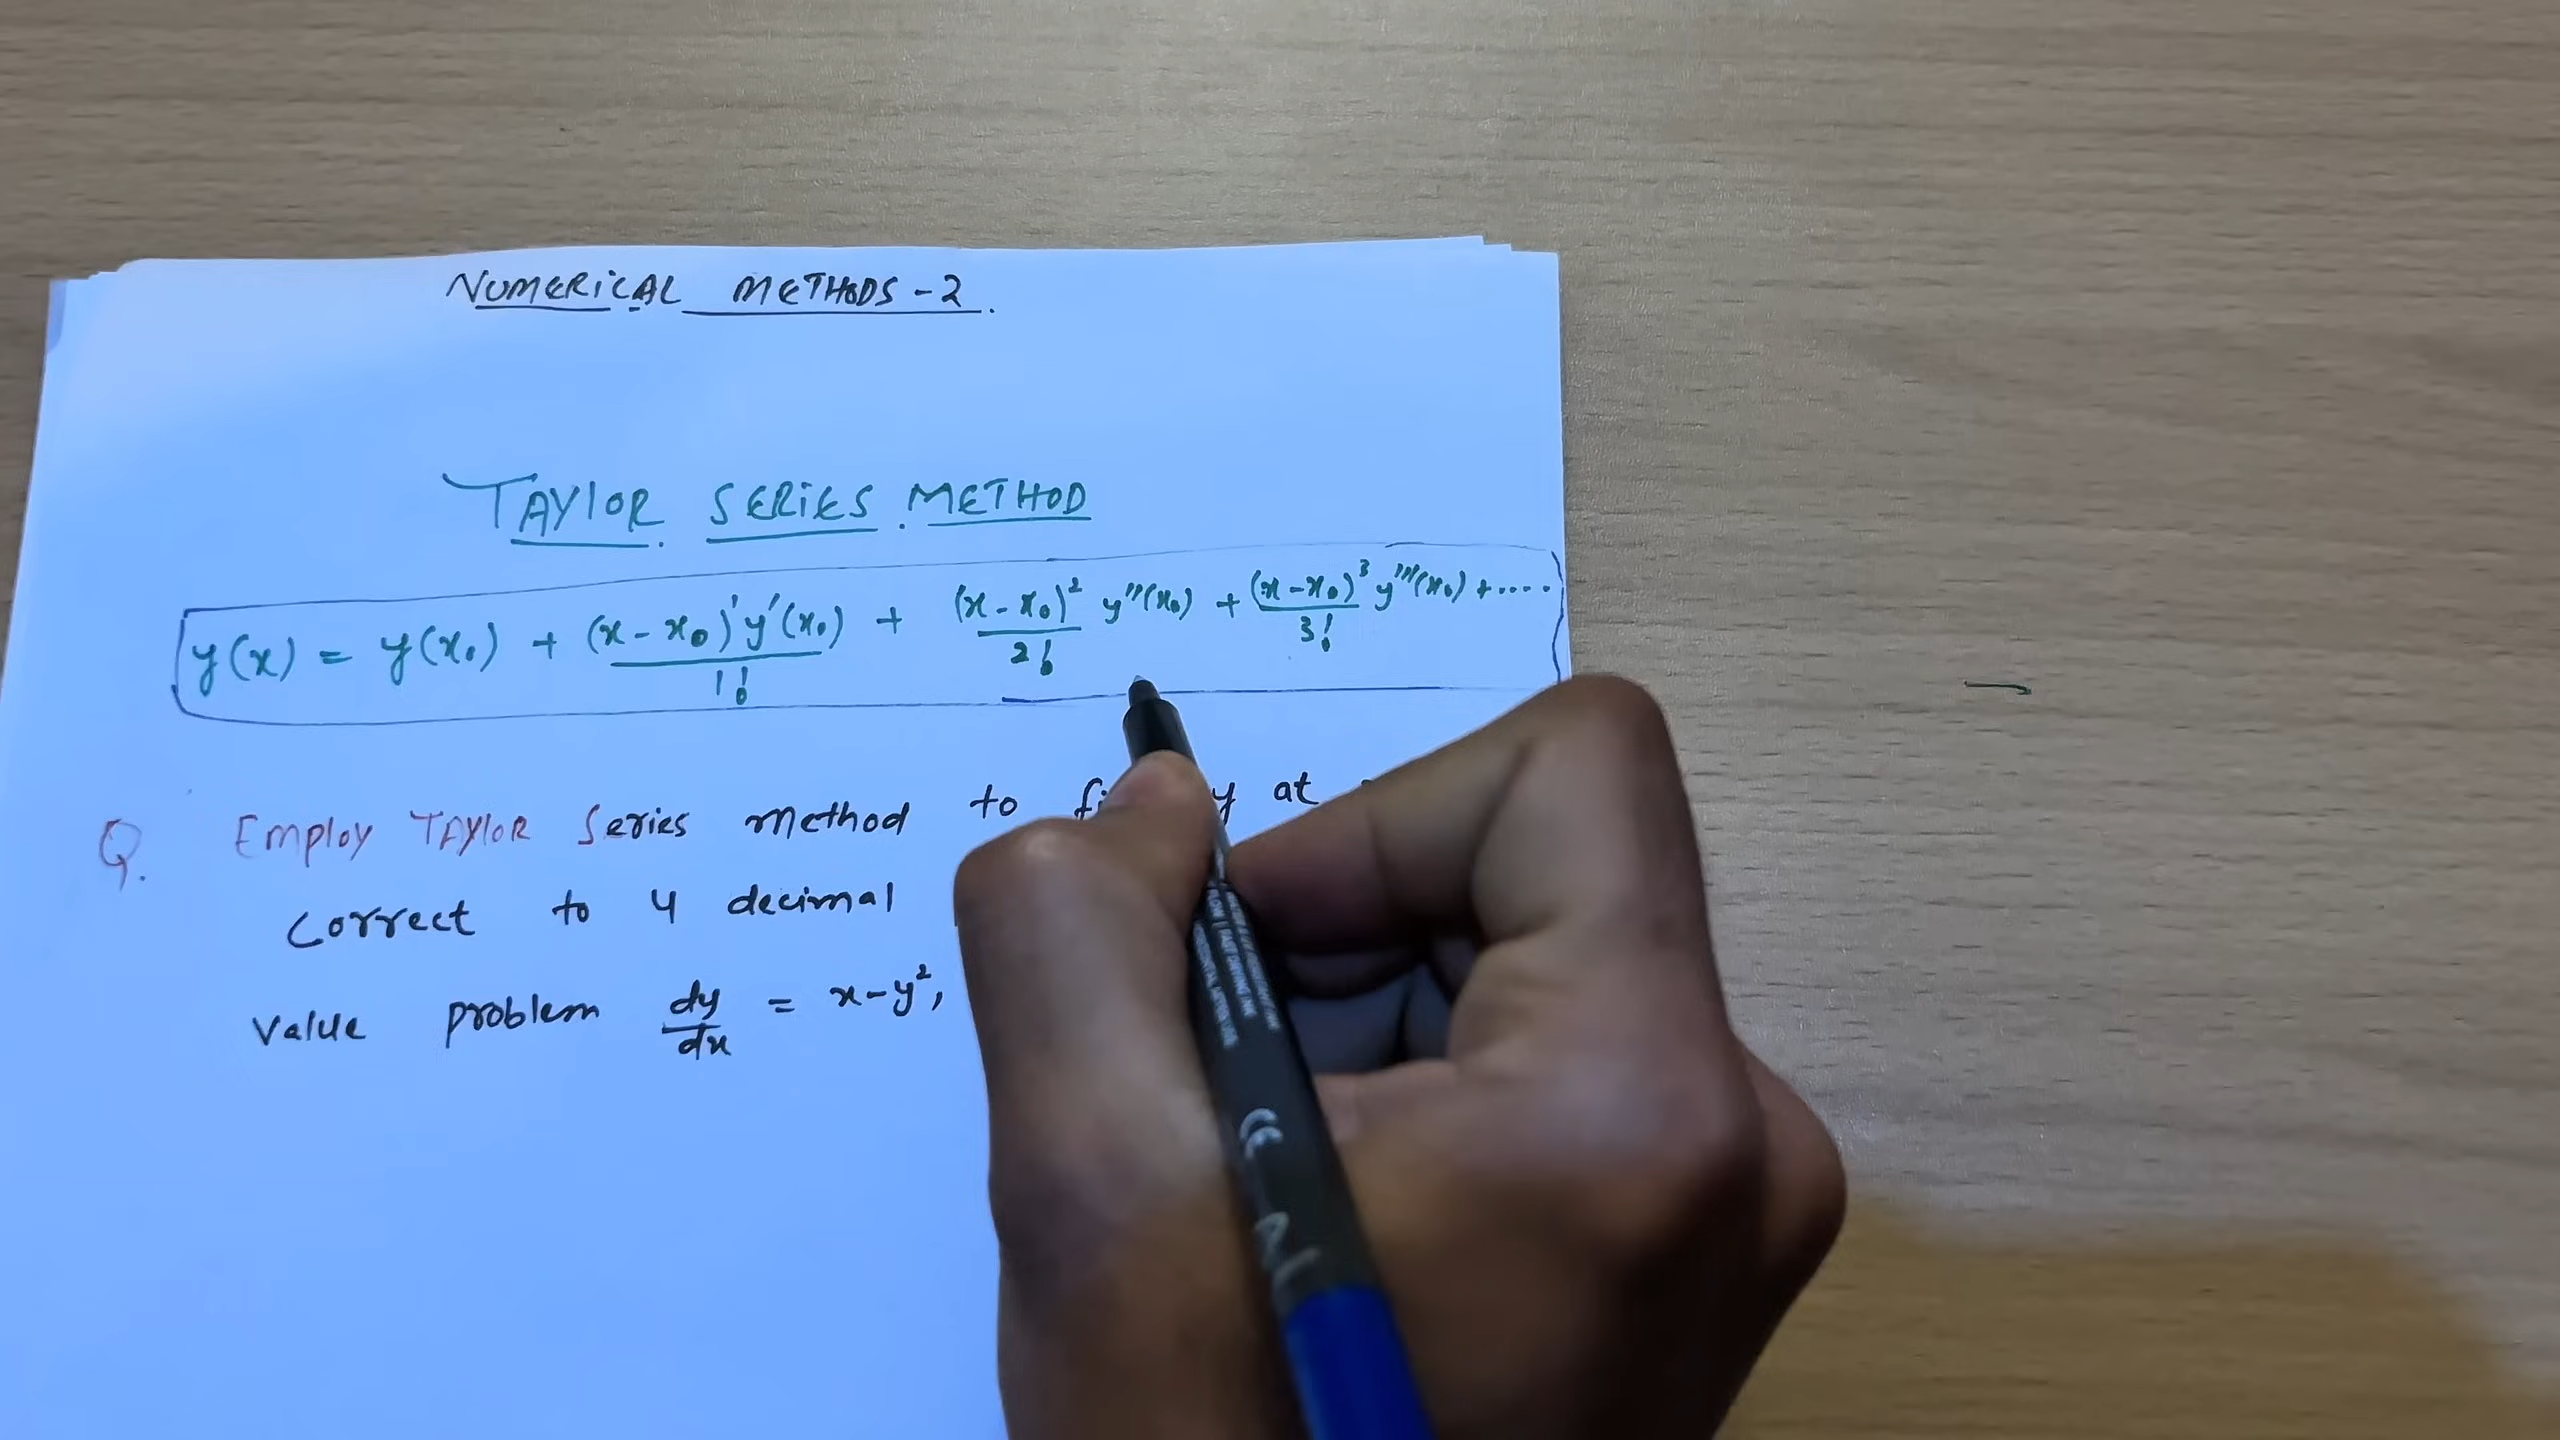 NUMERICAL METHODS-2.
TAYLOR SERIES METHOD
y(x) = y(x₀) + (x-x₀)'y'(x₀)/1! + (x-x₀)²/2! y''(x₀) + (x-x₀)³/3! y'''(x₀) + ....
Q. Employ TAYLOR Series method to y at
Correct to 4 decimal
Value problem dy/dx = x-y²,
CE